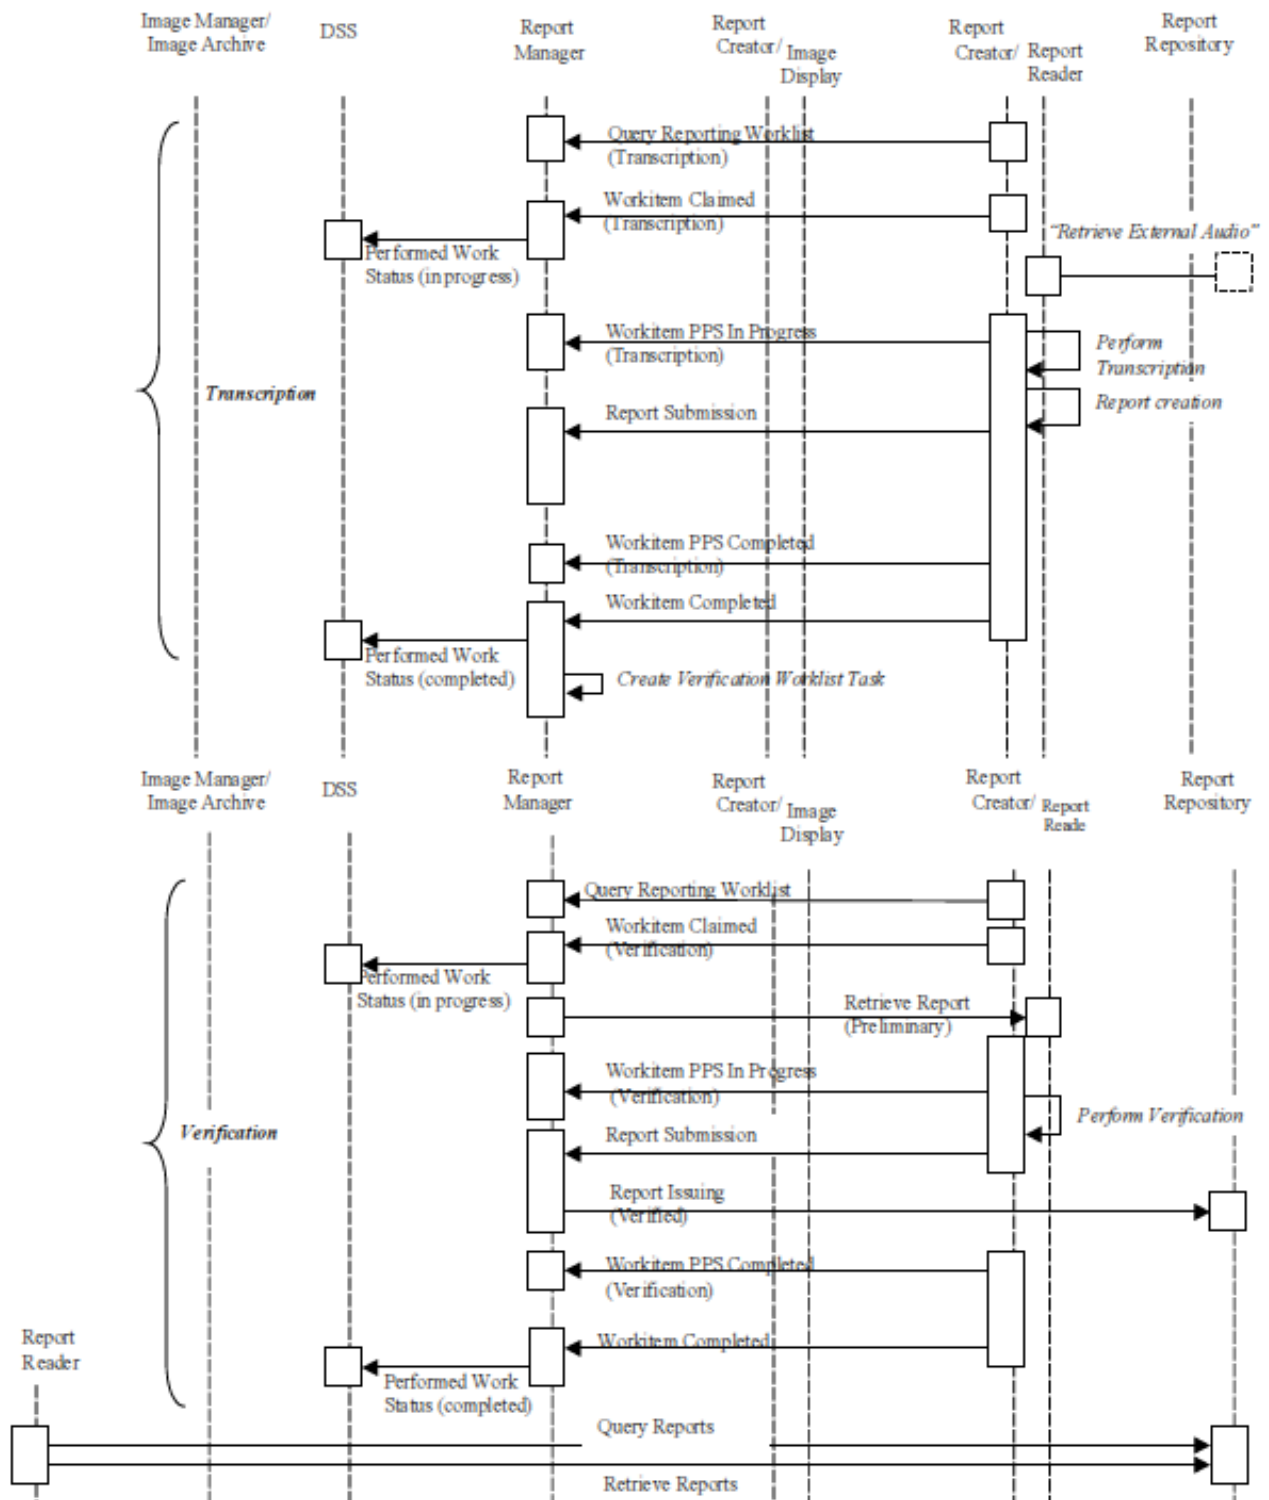 Image Manager/
Image Archive
DSS
Report
Manager
Report
Creator/
Image
Display
Report
Creator/
Report
Reader
Report
Repository
Query Reporting Worklist
(Transcription)
Workitem Claimed
(Transcription)
"Retrieve External Audio"
Performed Work
Status (in progress)
Workitem PPS In Progress
(Transcription)
Perform
Transcription
Transcription
Report creation
Report Submission
Workitem PPS Completed
(Transcription)
Workitem Completed
Performed Work
Status (completed)
Create Verification Worklist Task
Image Manager/
Image Archive
DSS
Report
Manager
Report
Creator/
Image
Display
Report
Creator/
Report
Reade
Report
Repository
Query Reporting Worklist
Workitem Claimed
(Verification)
Performed Work
Status (in progress)
Retrieve Report
(Preliminary)
Workitem PPS In Progress
(Verification)
Perform Verification
Verification
Report Submission
Report Issuing
(Verified)
Workitem PPS Completed
(Verification)
Workitem Completed
Report
Reader
Performed Work
Status (completed)
Query Reports
Retrieve Reports